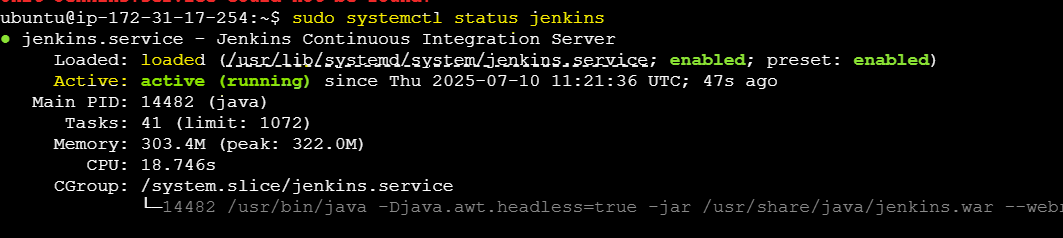 ubuntu@ip-172-31-17-254:~$ sudo systemctl status jenkins
● jenkins.service - Jenkins Continuous Integration Server
Loaded: loaded (/usr/lib/systemd/system/jenkins.service; enabled; preset: enabled)
Active: active (running) since Thu 2025-07-10 11:21:36 UTC; 47s ago
Main PID: 14482 (java)
Tasks: 41 (limit: 1072)
Memory: 303.4M (peak: 322.0M)
CPU: 18.746s
CGroup: /system.slice/jenkins.service
└─14482 /usr/bin/java -Djava.awt.headless=true -jar /usr/share/java/jenkins.war